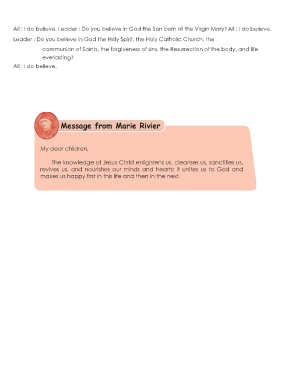 All : I do believe. Leader : Do you believe in God the Son born of the Virgin Mary? All : I do believe.
Leader : Do you believe in God the Holy Spirit, the Holy Catholic Church, the
communion of Saints, the forgiveness of sins, the Resurrection of the body, and life
everlasting?
All : I do believe.
Message from Marie Rivier
My dear children,
The knowledge of Jesus Christ enlightens us, cleanses us, sanctifies us,
revives us, and nourishes our minds and hearts; it unites us to God and
makes us happy first in this life and then in the next.